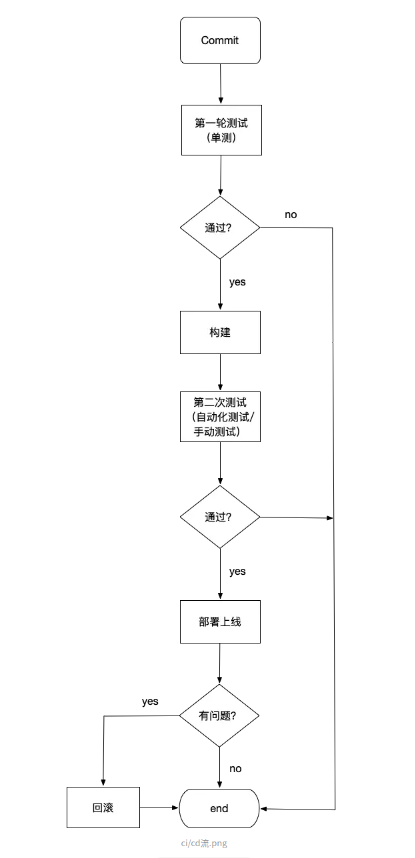 Commit
第一轮测试
（单测）
通过?
no
yes
构建
第二次测试
（自动化测试/
手动测试）
通过?
yes
部署上线
有问题?
yes
no
回滚
end
ci/cd流.png